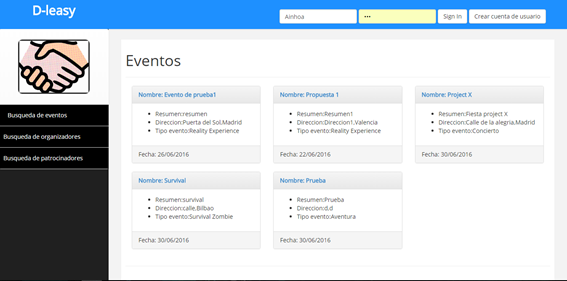 D-leasy
Ainhoa
•••
Sign In
Crear cuenta de usuario
Busqueda de eventos
Busqueda de organizadores
Busqueda de patrocinadores
Eventos
Nombre: Evento de prueba1
Resumen:resumen
Direccion:Puerta del Sol,Madrid
Tipo evento:Reality Experience
Fecha: 26/06/2016
Nombre: Propuesta 1
Resumen:Resumen1
Direccion:Direccion1,Valencia
Tipo evento:Reality Experience
Fecha: 22/06/2016
Nombre: Project X
Resumen:Fiesta project X
Direccion:Calle de la alegria,Madrid
Tipo evento:Concierto
Fecha: 30/06/2016
Nombre: Survival
Resumen:survival
Direccion:calle,Bilbao
Tipo evento:Survival Zombie
Fecha: 30/06/2016
Nombre: Prueba
Resumen:Prueba
Direccion:d,d
Tipo evento:Aventura
Fecha: 30/06/2016